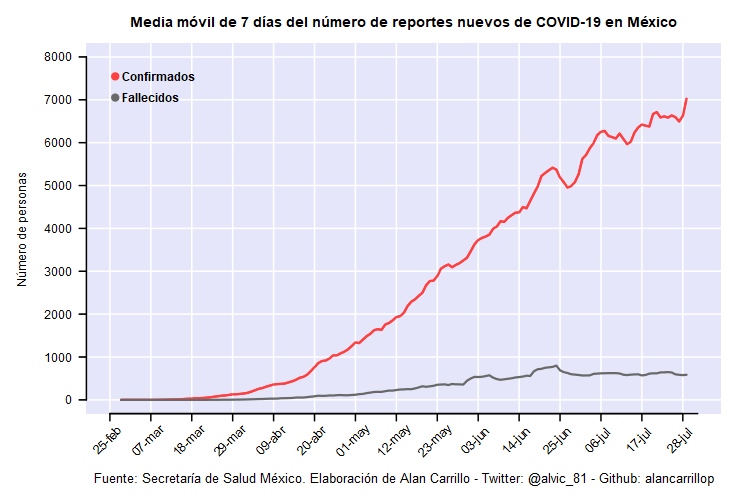 Media móvil de 7 días del número de reportes nuevos de COVID-19 en México
8000
7000
6000
5000
4000
3000
2000
1000
0
Número de personas
Confirmados
Fallecidos
25-feb
07-mar
18-mar
29-mar
09-abr
20-abr
01-may
12-may
23-may
03-jun
14-jun
25-jun
06-jul
17-jul
28-jul
Fuente: Secretaría de Salud México. Elaboración de Alan Carrillo - Twitter: @alvic_81 - Github: alancarrillop